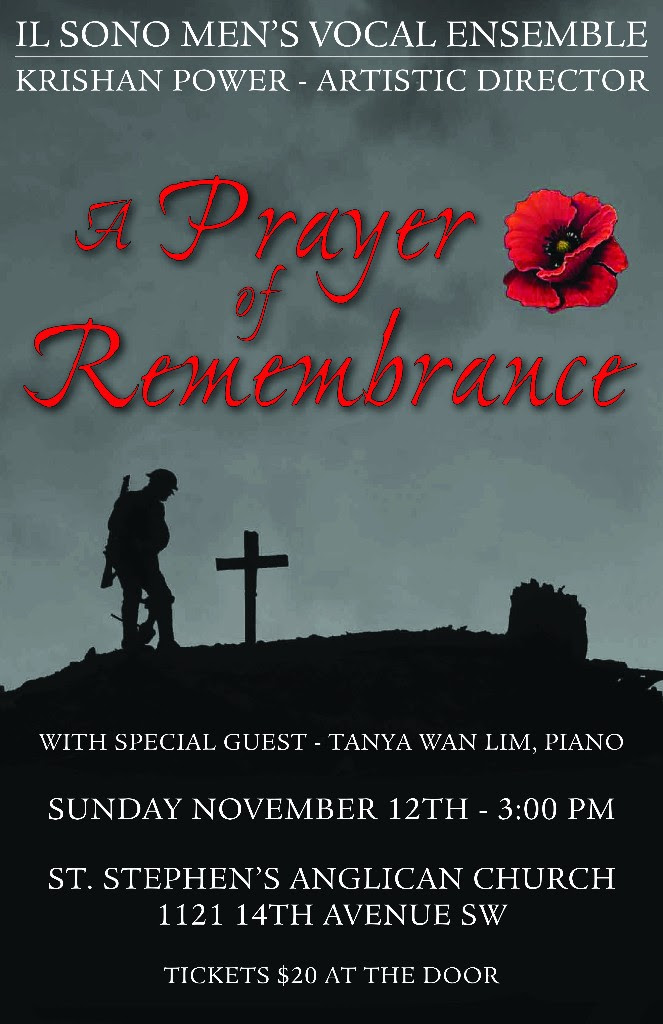 IL SONO MEN'S VOCAL ENSEMBLE
KRISHAN POWER - ARTISTIC DIRECTOR
A Prayer
of
Remembrance
WITH SPECIAL GUEST - TANYA WAN LIM, PIANO
SUNDAY NOVEMBER 12TH - 3:00 PM
ST. STEPHEN'S ANGLICAN CHURCH
1121 14TH AVENUE SW
TICKETS $20 AT THE DOOR